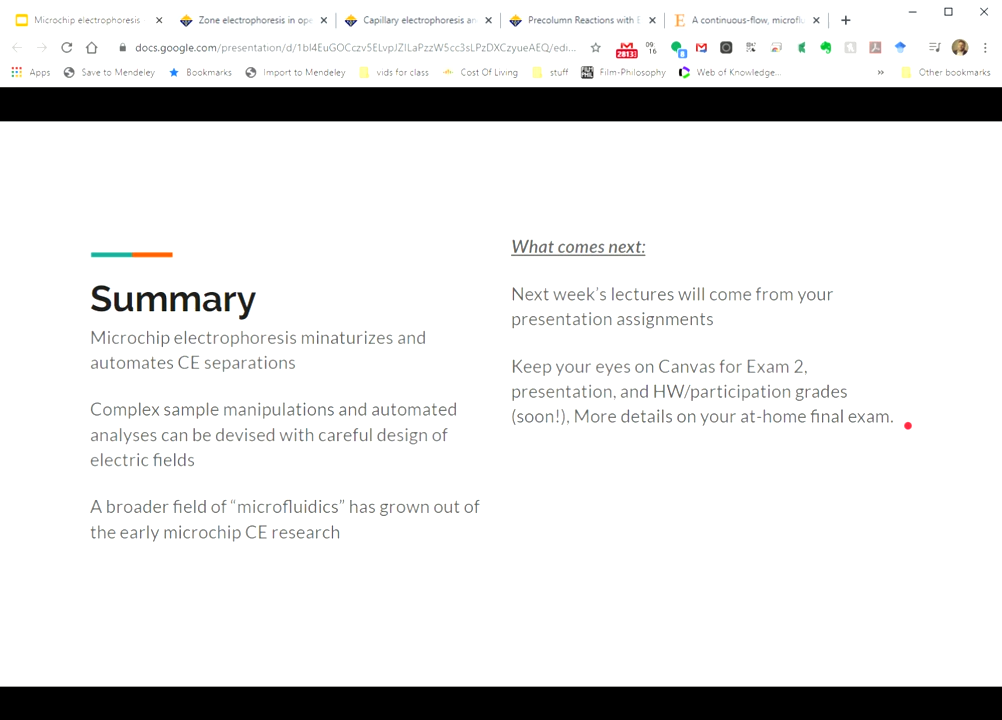 Microchip electrophoresis
Zone electrophoresis in ope
Capillary electrophoresis an
Precolumn Reactions with E
E A continuous-flow, microflu
docs.google.com/presentation/d/1bI4EuGOCczv5ELvpJZILaPzzW5cc3sLPzDXCzyueAEQ/edi...
2813
09:
16
Apps
Save to Mendeley
Bookmarks
Import to Mendeley
vids for class
Cost Of Living
stuff
Film-Philosophy
Web of Knowledge...
»
Other bookmarks
Summary
Microchip electrophoresis minaturizes and
automates CE separations
Complex sample manipulations and automated
analyses can be devised with careful design of
electric fields
A broader field of “microfluidics” has grown out of
the early microchip CE research
What comes next:
Next week’s lectures will come from your
presentation assignments
Keep your eyes on Canvas for Exam 2,
presentation, and HW/participation grades
(soon!), More details on your at-home final exam.